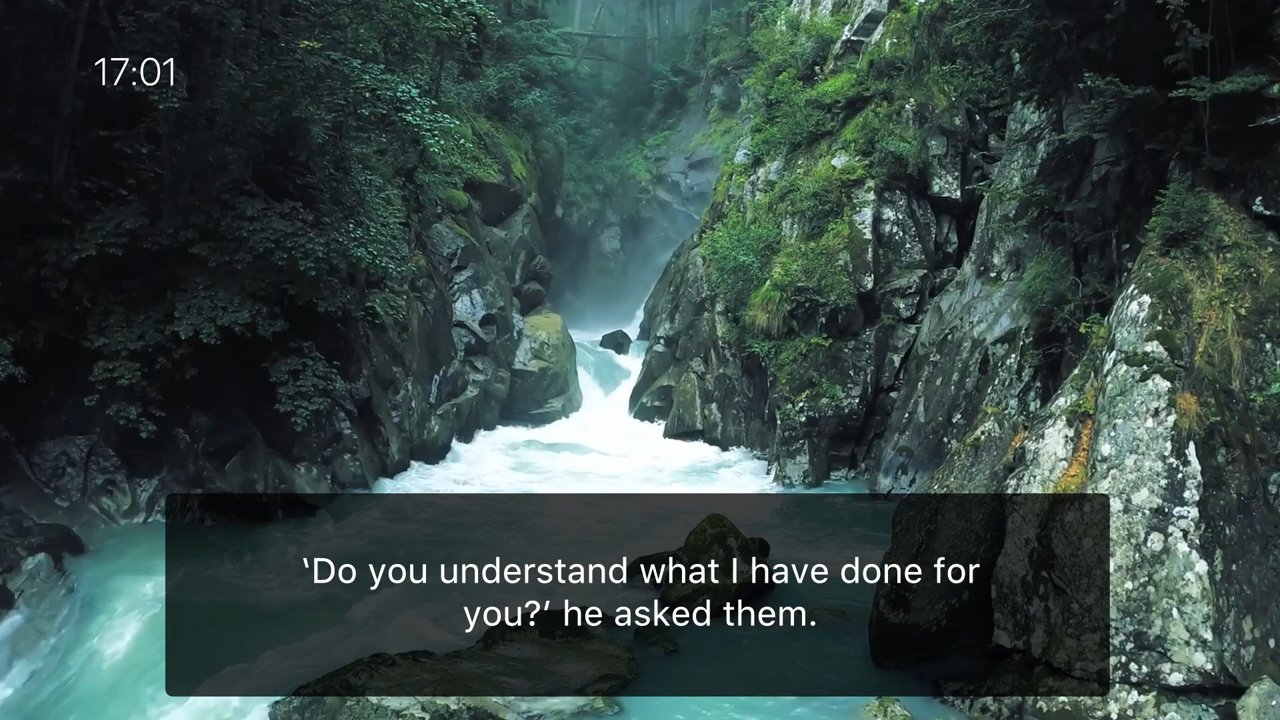 17:01
‘Do you understand what I have done for
you?’ he asked them.